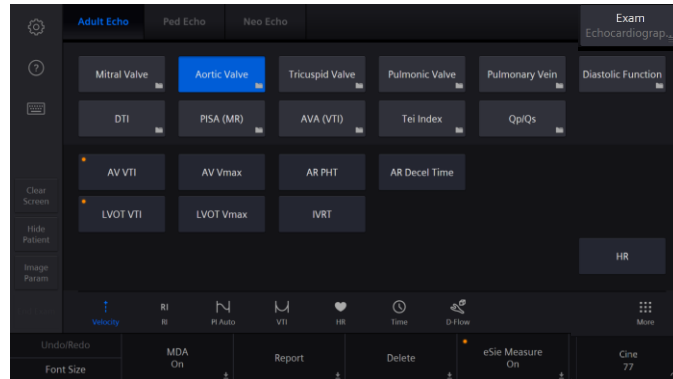 Adult Echo
Ped Echo
Neo Echo
Exam
Echocardiograp...
Mitral Valve
Aortic Valve
Tricuspid Valve
Pulmonic Valve
Pulmonary Vein
Diastolic Function
DTI
PISA (MR)
AVA (VTI)
Tei Index
Qp/Qs
AV VTI
AV Vmax
AR PHT
AR Decel Time
Clear
Screen
LVOT VTI
LVOT Vmax
IVRT
Hide
Patient
HR
Image
Param
RI
Velocity
RI
PI Auto
VTI
HR
Time
D-Flow
More
Undo/Redo
Font Size
MDA
On
Report
Delete
eSie Measure
On
Cine
77